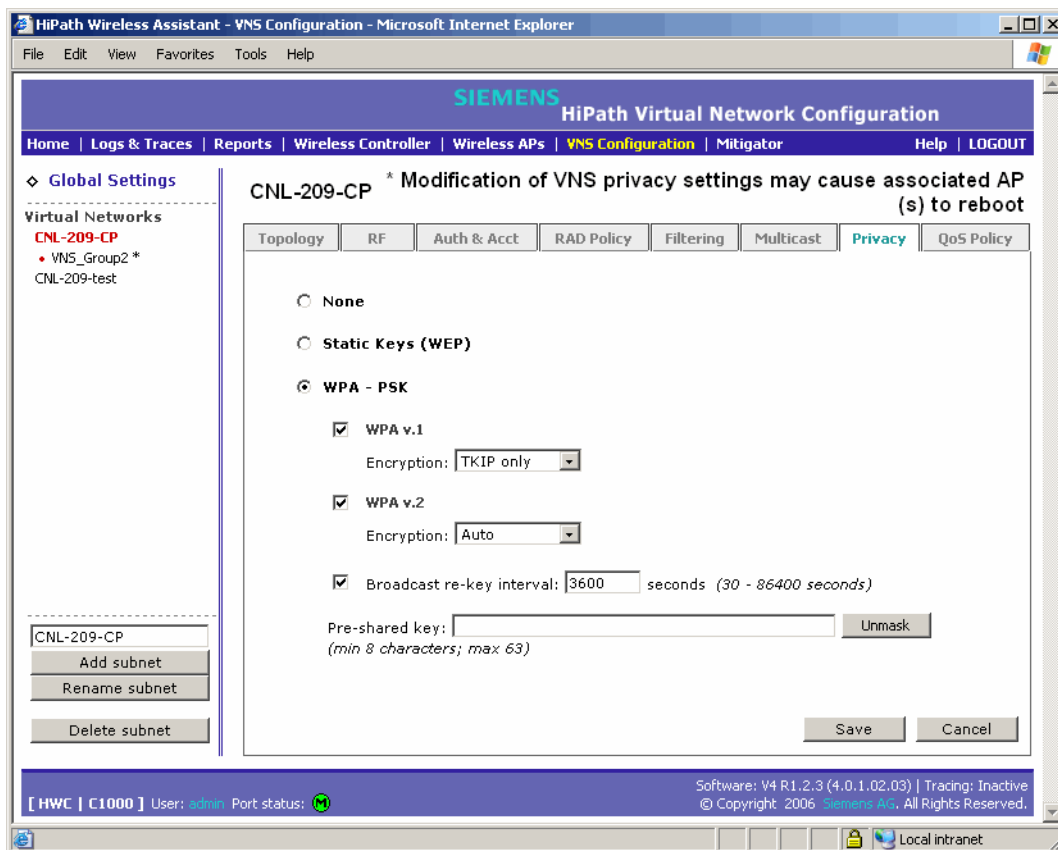 HiPath Wireless Assistant - VNS Configuration - Microsoft Internet Explorer
File Edit View Favorites Tools Help
SIEMENS
HiPath Virtual Network Configuration
Home | Logs & Traces | Reports | Wireless Controller | Wireless APs | VNS Configuration | Mitigator Help | LOGOUT
Global Settings
Virtual Networks
CNL-209-CP
• VNS_Group2 *
CNL-209-test
CNL-209-CP * Modification of VNS privacy settings may cause associated AP
(s) to reboot
Topology RF Auth & Acct RAD Policy Filtering Multicast Privacy QoS Policy
None
Static Keys (WEP)
WPA - PSK
WPA v.1
Encryption: TKIP only
WPA v.2
Encryption: Auto
Broadcast re-key interval: 3600 seconds (30 - 86400 seconds)
Pre-shared key: Unmask
(min 8 characters; max 63)
CNL-209-CP
Add subnet
Rename subnet
Delete subnet
Save Cancel
[ HWC | C1000 ] User: admin Port status: M
Software: V4 R1.2.3 (4.0.1.02.03) | Tracing: Inactive
© Copyright 2006 Siemens AG. All Rights Reserved.
Local intranet